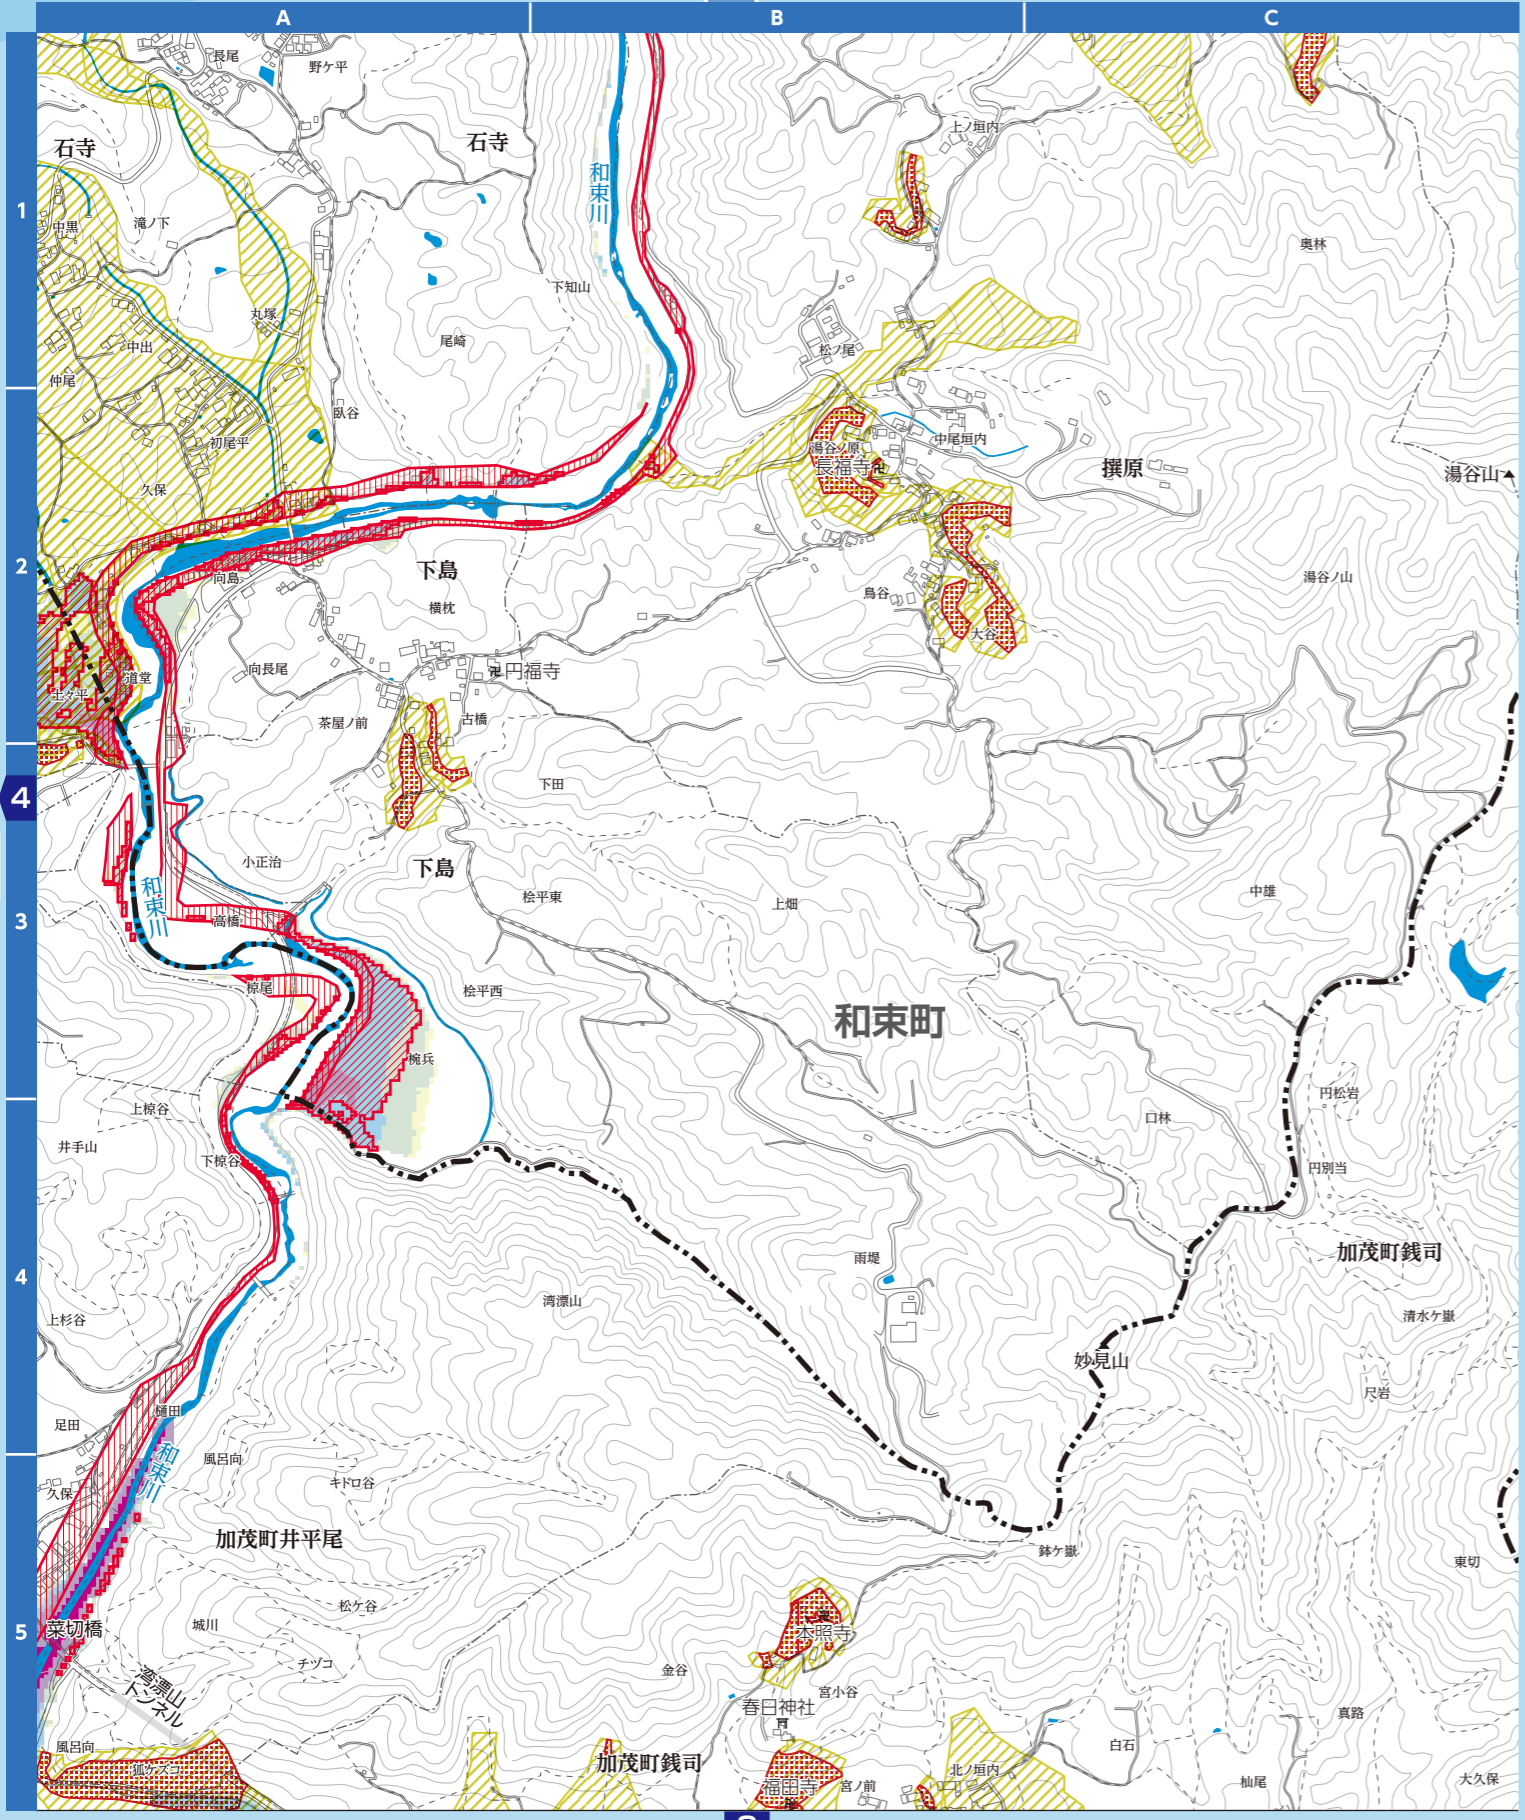 A
B
C
1
2
4
3
4
5
長尾
野ケ平
石寺
石寺
和束川
上ノ垣内
中黒
滝ノ下
奥林
下知山
丸塚
尾崎
中出
松ノ尾
仲尾
臥谷
初尾平
湯谷ノ原
中尾垣内
長福寺
撰原
湯谷山
久保
向島
下島
横枕
鳥谷
湯谷ノ山
大谷
向長尾
円福寺
道堂
士々平
茶屋ノ前
古橋
下田
小正治
下島
和束川
高橋
桧平東
上畑
中雄
椋尾
桧平西
和束町
椀兵
円松岩
上椋谷
口林
井手山
下椋谷
円別当
雨堤
加茂町銭司
湾漂山
上杉谷
清水ケ嶽
妙見山
尺岩
樋田
足田
和束川
風呂向
キドロ谷
久保
加茂町井平尾
鉢ケ嶽
東切
松ケ谷
城川
菜切橋
本照寺
チヅコ
金谷
湾漂山
トンネル
宮小谷
春日神社
真路
風呂向
白石
加茂町銭司
狐ケズコ
北ノ垣内
福田寺
宮ノ前
杣尾
大久保